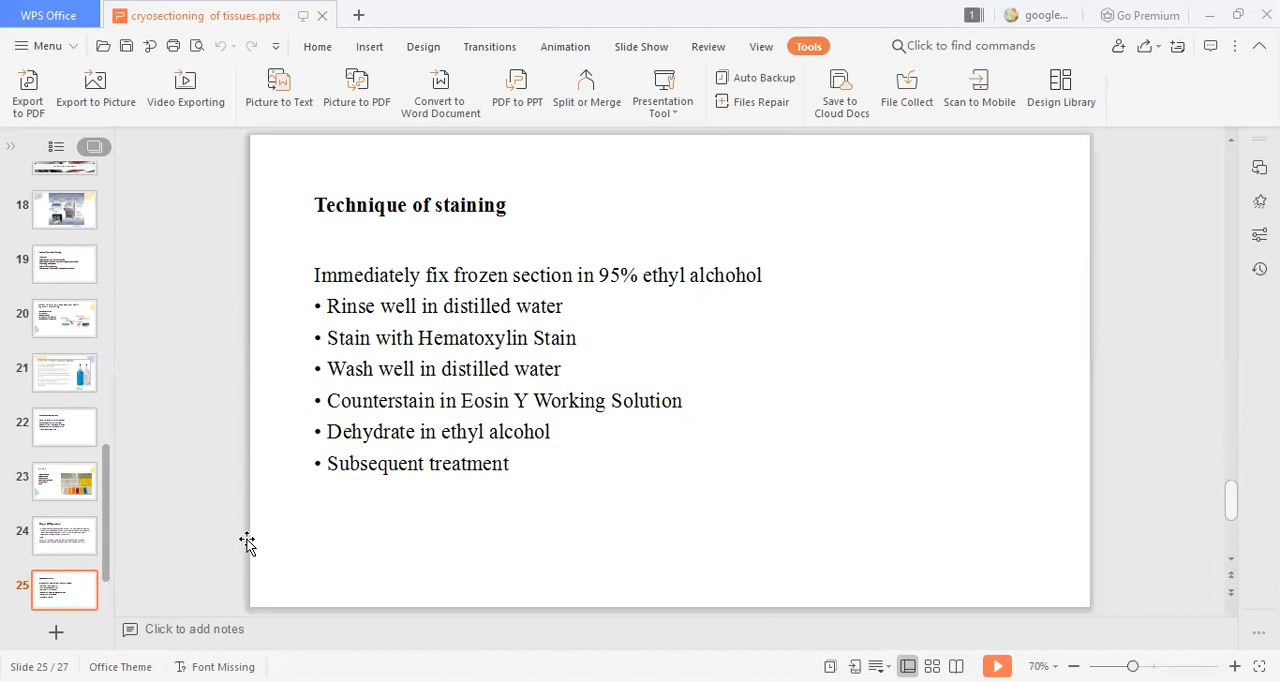 WPS Office
cryosectioning of tissues.pptx
1
google...
Go Premium
Menu
Home
Insert
Design
Transitions
Animation
Slide Show
Review
View
Tools
Click to find commands
Export to PDF
Export to Picture
Video Exporting
Picture to Text
Picture to PDF
Convert to Word Document
PDF to PPT
Split or Merge
Presentation Tool
Auto Backup
Files Repair
Save to Cloud Docs
File Collect
Scan to Mobile
Design Library
18
19
20
21
22
23
24
25
Technique of staining
Immediately fix frozen section in 95% ethyl alchohol
• Rinse well in distilled water
• Stain with Hematoxylin Stain
• Wash well in distilled water
• Counterstain in Eosin Y Working Solution
• Dehydrate in ethyl alcohol
• Subsequent treatment
Click to add notes
Slide 25 / 27
Office Theme
Font Missing
70%